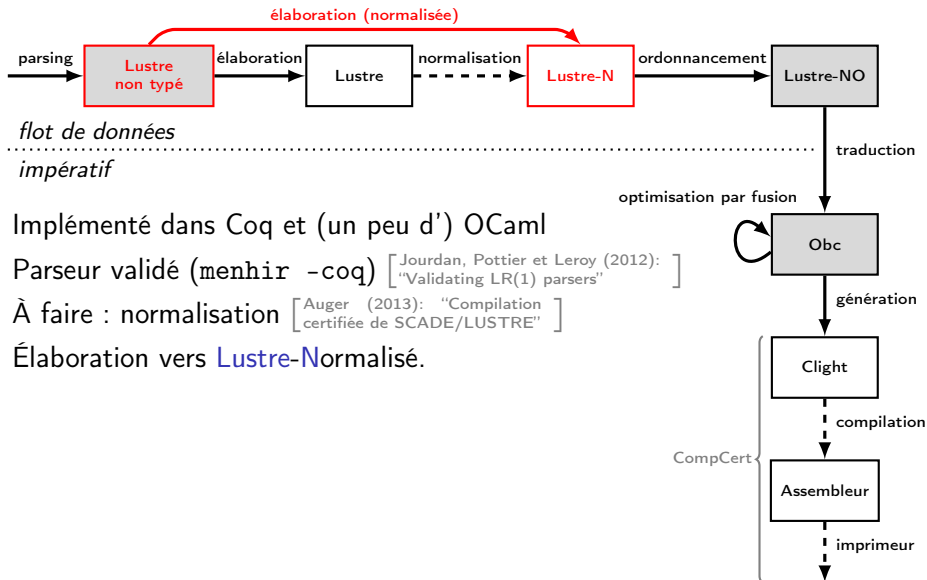 élaboration (normalisée)
parsing
Lustre
non typé
élaboration
Lustre
normalisation
Lustre-N
ordonnancement
Lustre-NO
flot de données
impératif
traduction
optimisation par fusion
Obc
Implémenté dans Coq et (un peu d') OCaml
Parseur validé (menhir -coq) [Jourdan, Pottier et Leroy (2012):
"Validating LR(1) parsers"]
À faire : normalisation [Auger (2013): "Compilation
certifiée de SCADE/LUSTRE"]
Élaboration vers Lustre-Normalisé.
génération
Clight
compilation
CompCert
Assembleur
imprimeur